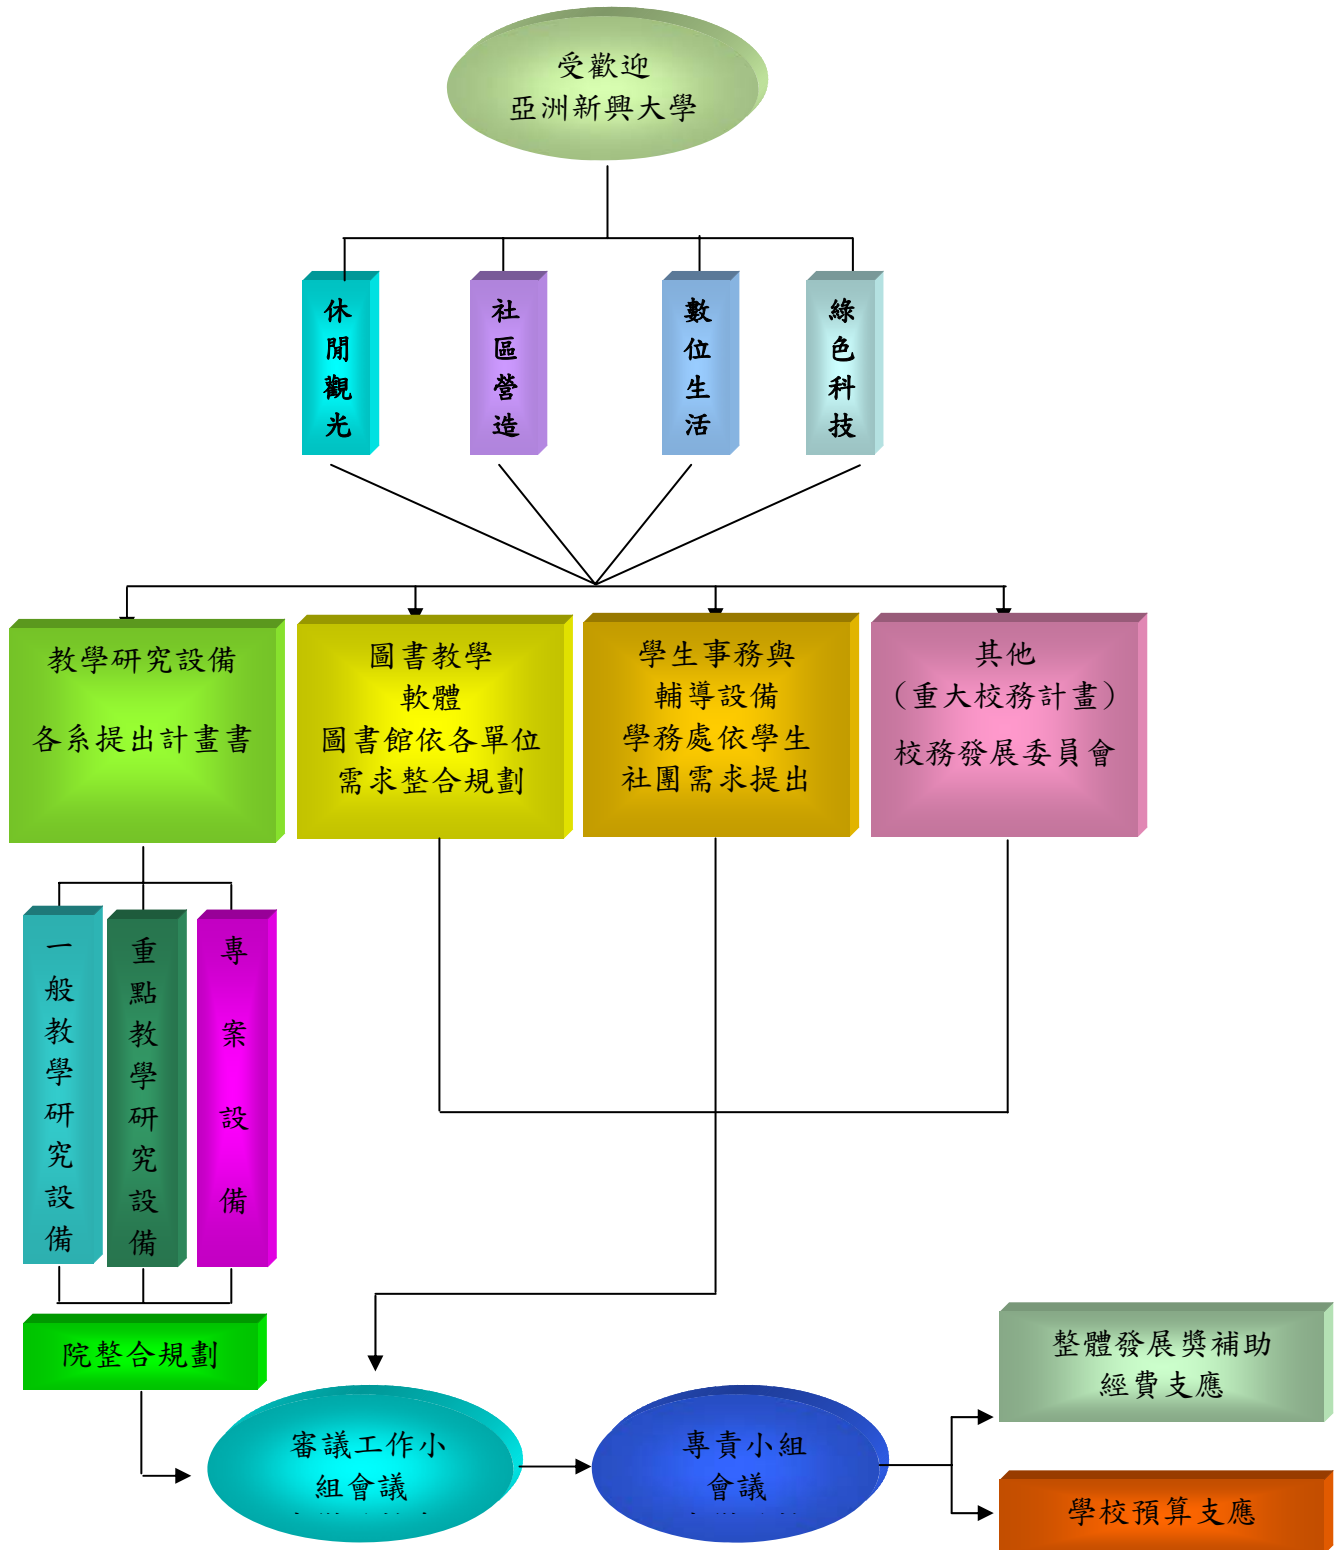 受歡迎
亞洲新興大學
休閒觀光
社區營造
數位生活
綠色科技
教學研究設備
各系提出計畫書
圖書教學
軟體
圖書館依各單位
需求整合規劃
學生事務與
輔導設備
學務處依學生
社團需求提出
其他
（重大校務計畫）
校務發展委員會
一般教學研究設備
重點教學研究設備
專案設備
院整合規劃
審議工作小
組會議
專責小組
會議
整體發展獎補助
經費支應
學校預算支應